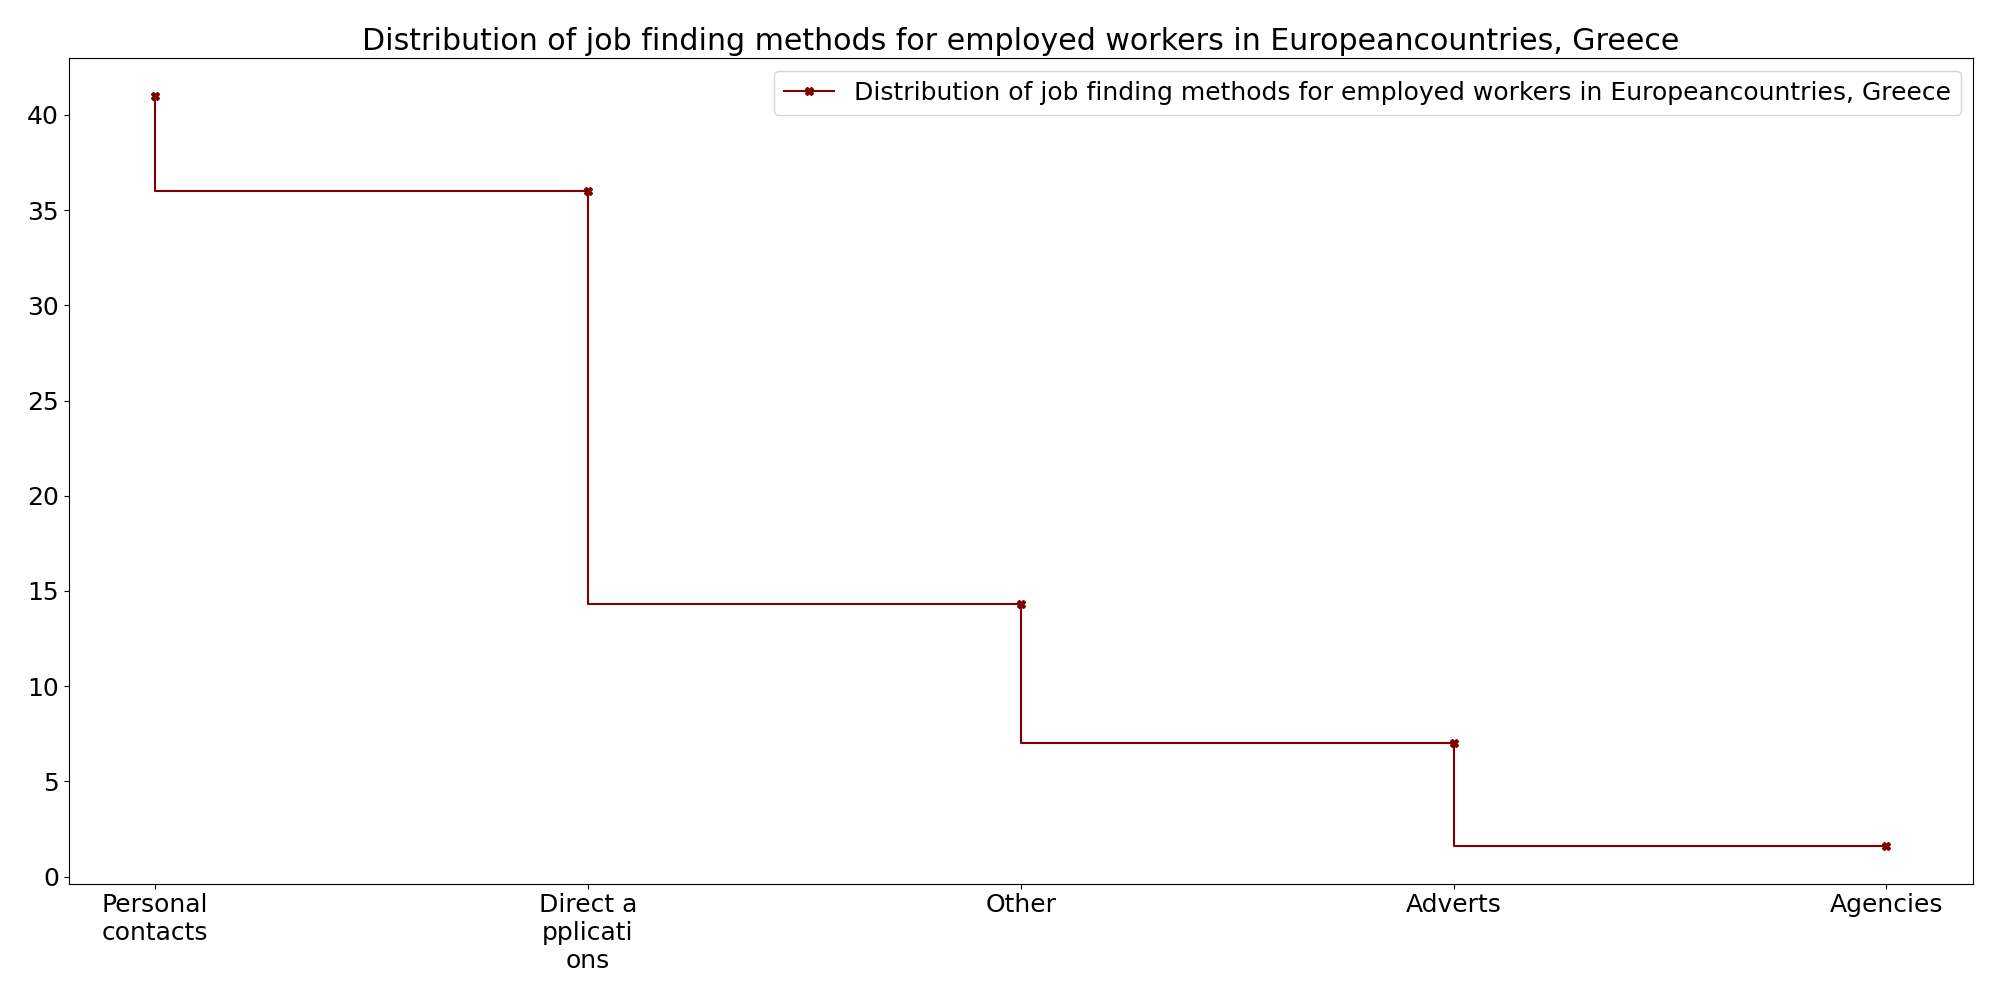 Distribution of job finding methods for employed workers in Europeancountries, Greece
Distribution of job finding methods for employed workers in Europeancountries, Greece
40
35
30
25
20
15
10
5
0
Personal
contacts
Direct a
pplicati
ons
Other
Adverts
Agencies